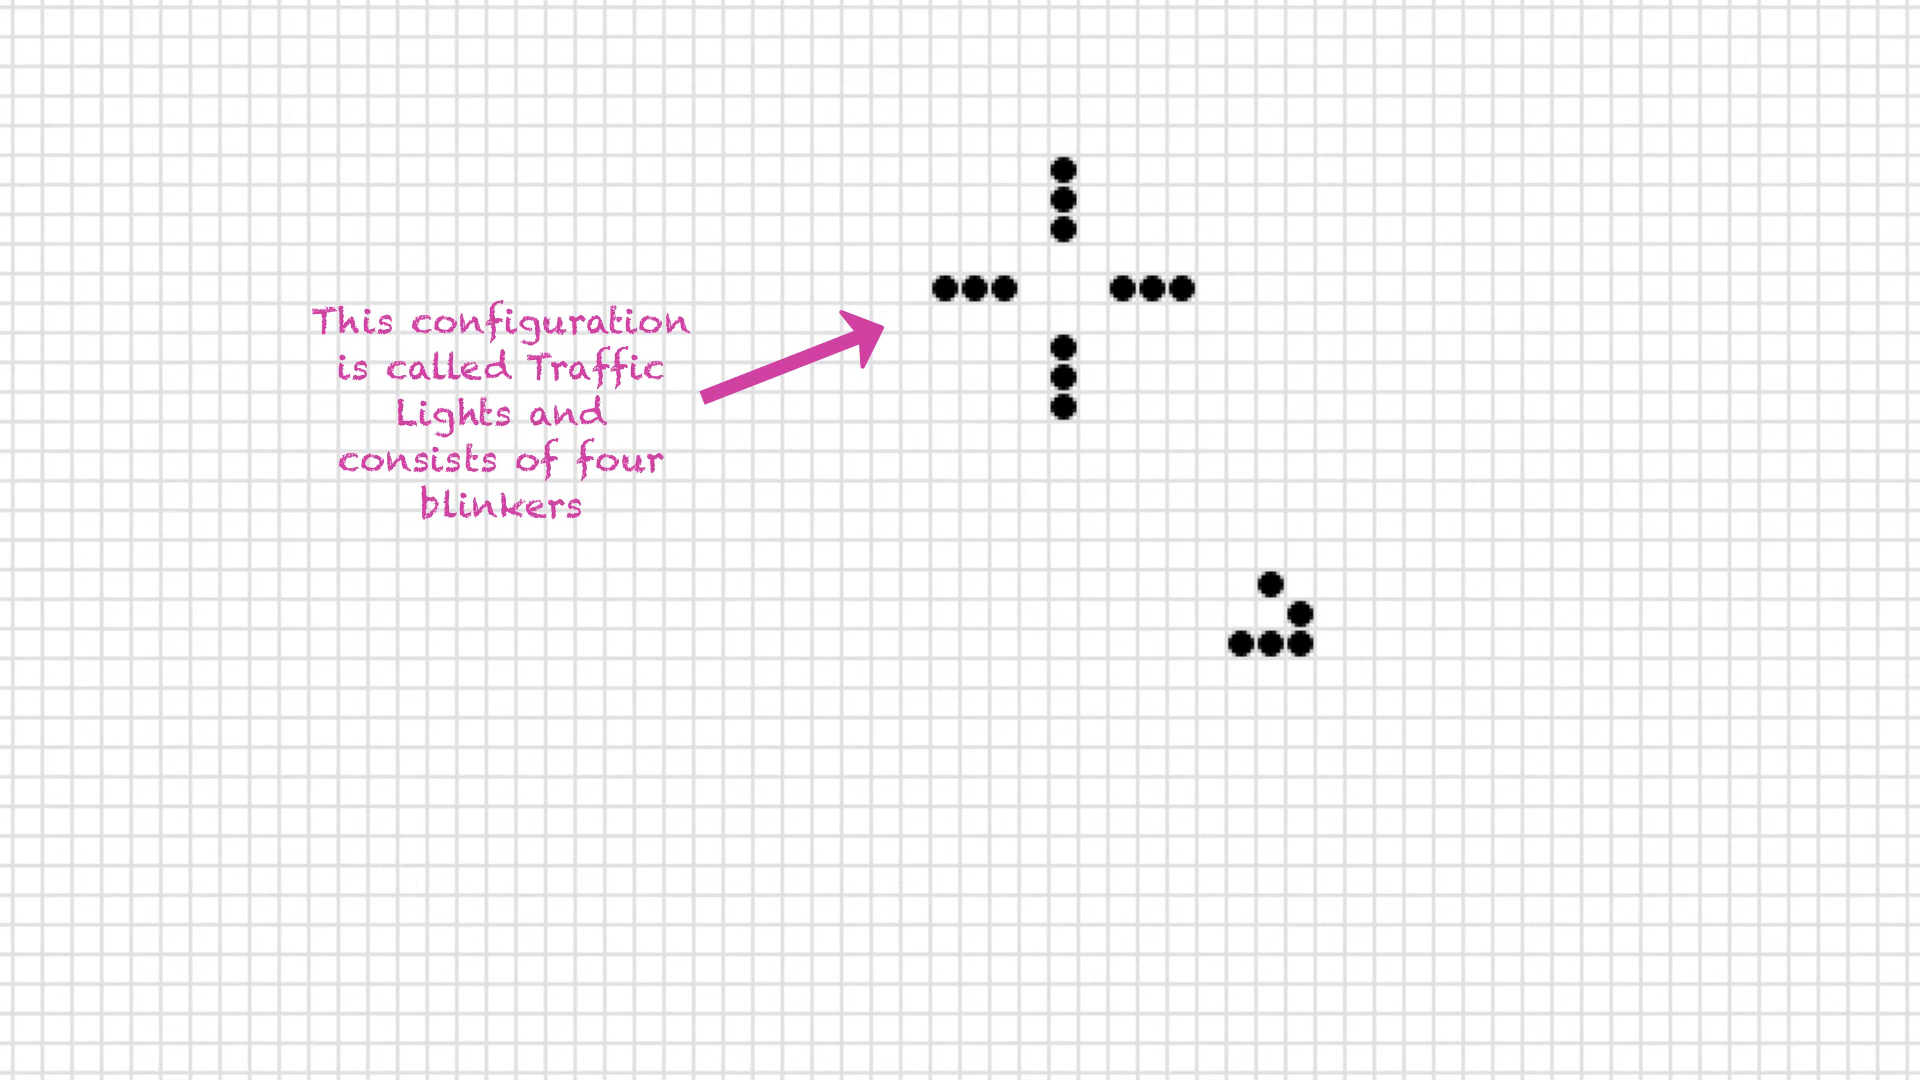 This configuration
is called Traffic
Lights and
consists of four
blinkers